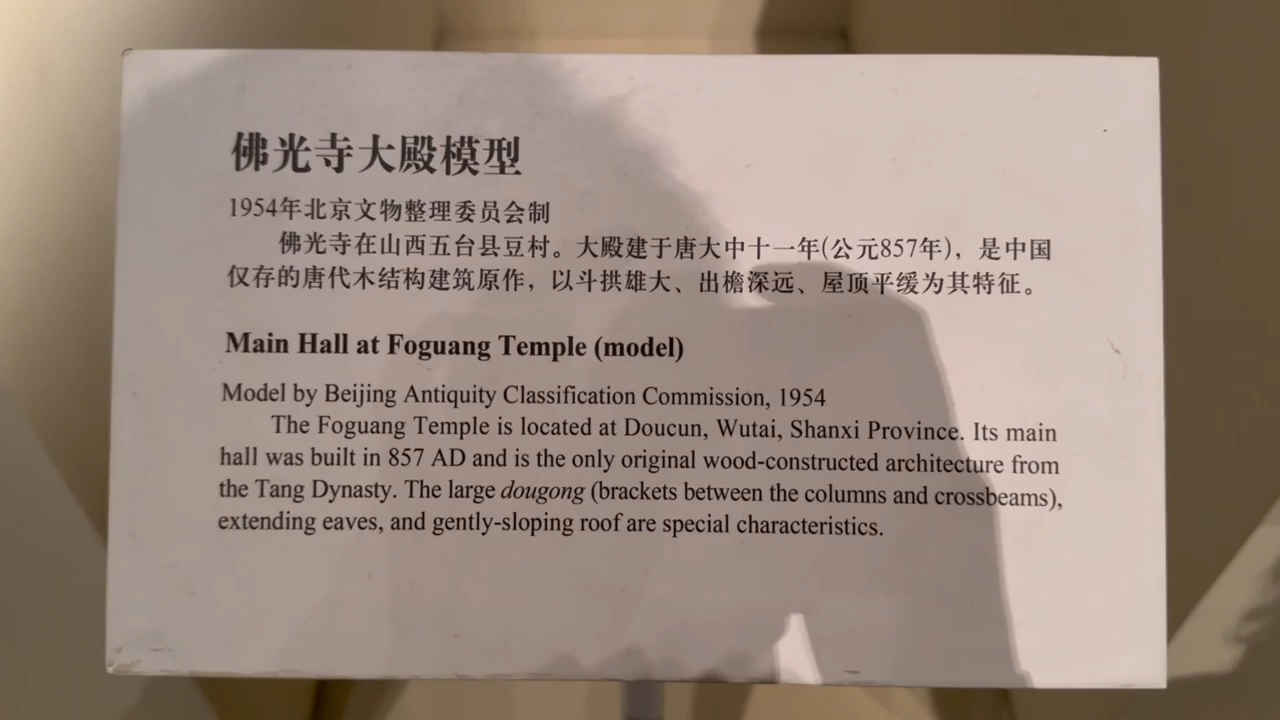 佛光寺大殿模型
1954年北京文物整理委员会制
佛光寺在山西五台县豆村。大殿建于唐大中十一年(公元857年)，是中国
仅存的唐代木结构建筑原作，以斗拱雄大、出檐深远、屋顶平缓为其特征。
Main Hall at Foguang Temple (model)
Model by Beijing Antiquity Classification Commission, 1954
The Foguang Temple is located at Doucun, Wutai, Shanxi Province. Its main
hall was built in 857 AD and is the only original wood-constructed architecture from
the Tang Dynasty. The large dougong (brackets between the columns and crossbeams),
extending eaves, and gently-sloping roof are special characteristics.